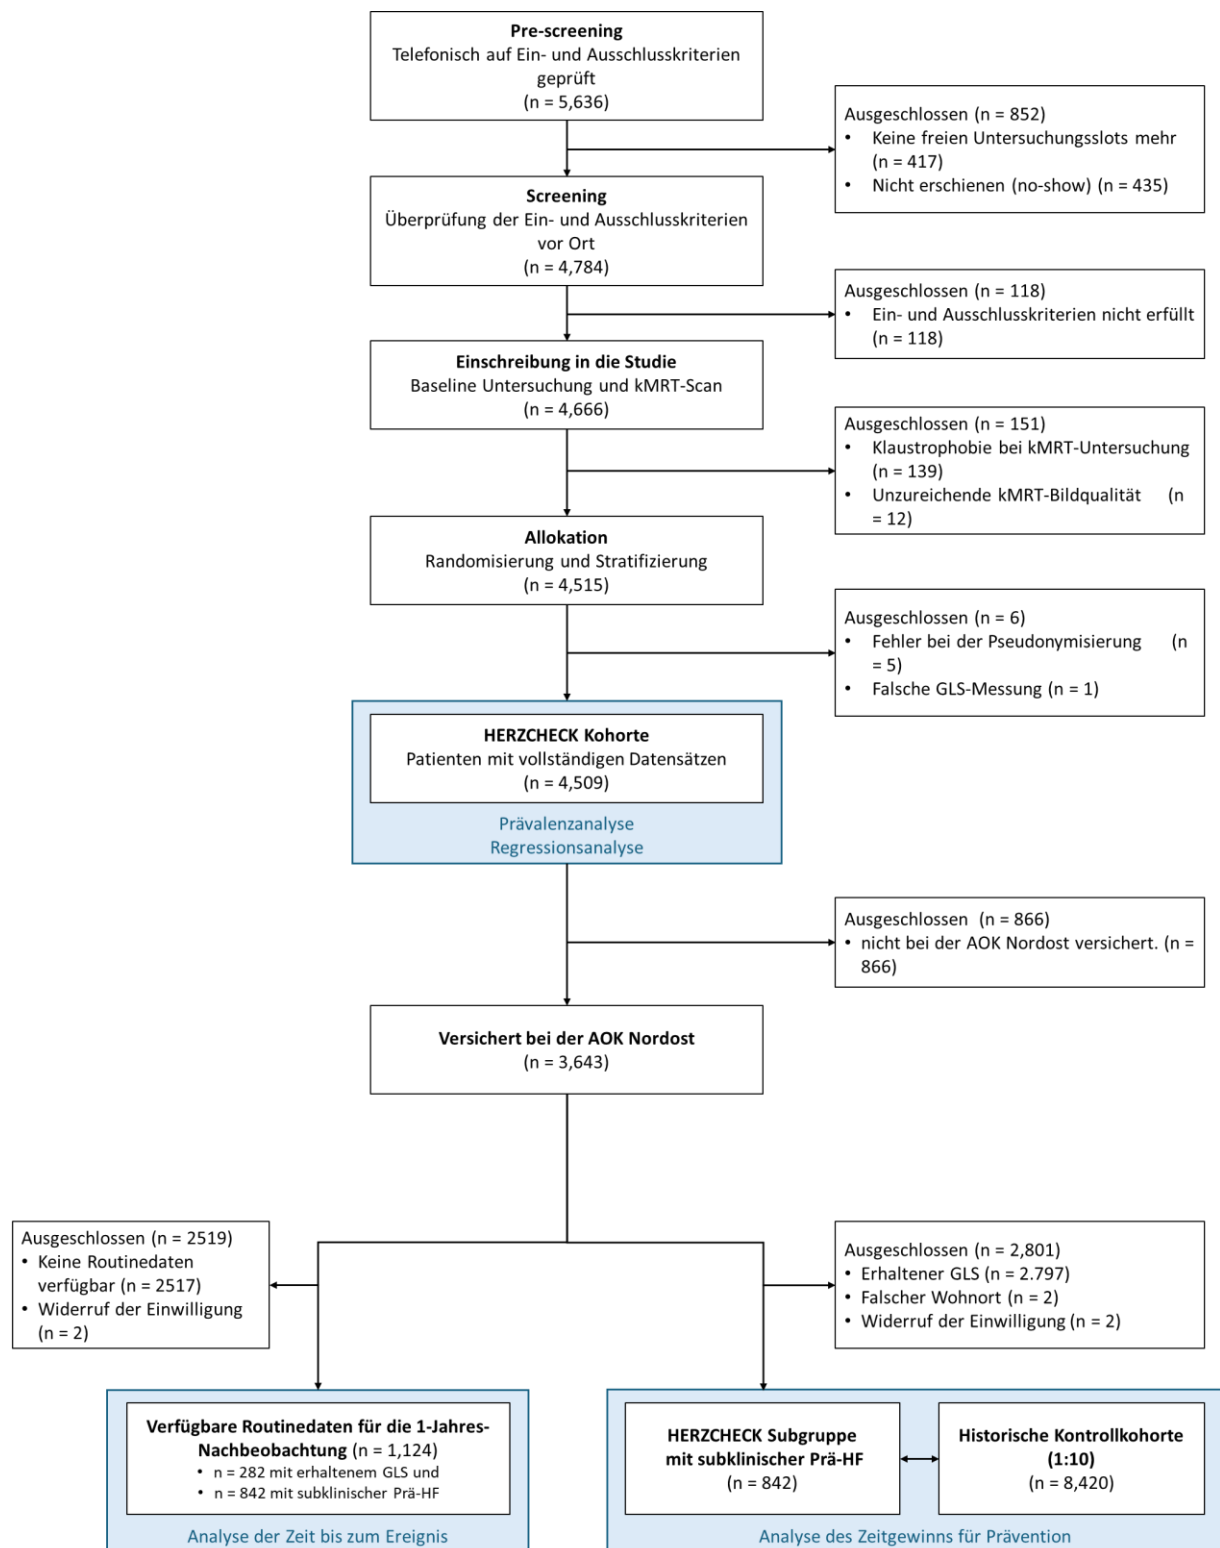 Pre-screening
Telefonisch auf Ein- und Ausschlusskriterien
geprüft
(n = 5,636)
Ausgeschlossen (n = 852)
• Keine freien Untersuchungsslots mehr
(n = 417)
• Nicht erschienen (no-show) (n = 435)
Screening
Überprüfung der Ein- und Ausschlusskriterien
vor Ort
(n = 4,784)
Ausgeschlossen (n = 118)
• Ein- und Ausschlusskriterien nicht erfüllt
(n = 118)
Einschreibung in die Studie
Baseline Untersuchung und kMRT-Scan
(n = 4,666)
Ausgeschlossen (n = 151)
• Klaustrophobie bei kMRT-Untersuchung
(n = 139)
• Unzureichende kMRT-Bildqualität (n
= 12)
Allokation
Randomisierung und Stratifizierung
(n = 4,515)
Ausgeschlossen (n = 6)
• Fehler bei der Pseudonymisierung (n
= 5)
• Falsche GLS-Messung (n = 1)
HERZCHECK Kohorte
Patienten mit vollständigen Datensätzen
(n = 4,509)
Prävalenzanalyse
Regressionsanalyse
Ausgeschlossen (n = 866)
• nicht bei der AOK Nordost versichert. (n =
866)
Versichert bei der AOK Nordost
(n = 3,643)
Ausgeschlossen (n = 2519)
• Keine Routinedaten
verfügbar (n = 2517)
• Widerruf der Einwilligung
(n = 2)
Ausgeschlossen (n = 2,801)
• Erhaltener GLS (n = 2.797)
• Falscher Wohnort (n = 2)
• Widerruf der Einwilligung (n = 2)
Verfügbare Routinedaten für die 1-Jahres-
Nachbeobachtung (n = 1,124)
• n = 282 mit erhaltenem GLS und
• n = 842 mit subklinischer Prä-HF
Analyse der Zeit bis zum Ereignis
HERZCHECK Subgruppe
mit subklinischer Prä-HF
(n = 842)
Historische Kontrollkohorte
(1:10)
(n = 8,420)
Analyse des Zeitgewinns für Prävention